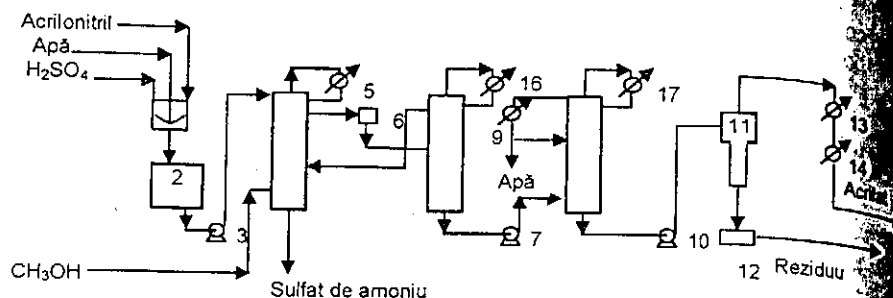 Acrilonitril
Apă
H₂SO₄
2
3
CH₃OH
Sulfat de amoniu
5
6
16
9
Apă
7
17
10
11
12
13
14
Reziduu